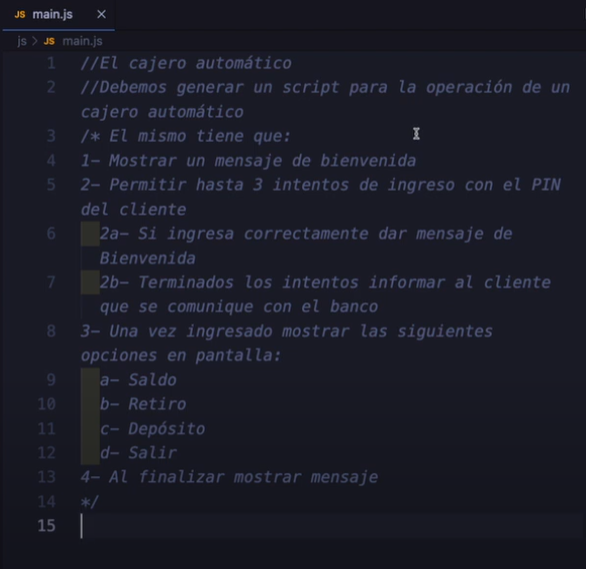 JS main.js ×
js > JS main.js
1 //El cajero automático
2 //Debemos generar un script para la operación de un
cajero automático
3 /* El mismo tiene que:
4 1- Mostrar un mensaje de bienvenida
5 2- Permitir hasta 3 intentos de ingreso con el PIN
del cliente
6 2a- Si ingresa correctamente dar mensaje de
Bienvenida
7 2b- Terminados los intentos informar al cliente
que se comunique con el banco
8 3- Una vez ingresado mostrar las siguientes
opciones en pantalla:
9 a- Saldo
10 b- Retiro
11 c- Depósito
12 d- Salir
13 4- Al finalizar mostrar mensaje
14 */
15